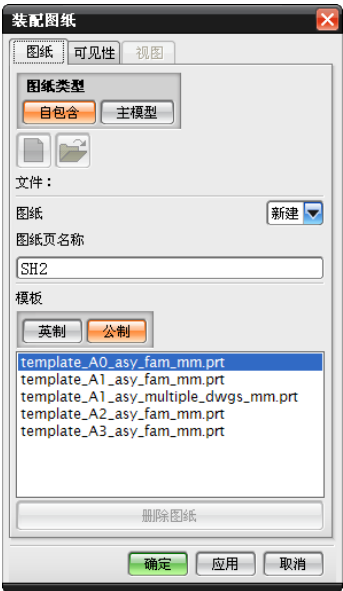 装配图纸
图纸 可见性 视图
图纸类型
自包含 主模型
文件：
图纸 新建
图纸页名称
SH2
模板
英制 公制
template_A0_asy_fam_mm.prt
template_A1_asy_fam_mm.prt
template_A1_asy_multiple_dwgs_mm.prt
template_A2_asy_fam_mm.prt
template_A3_asy_fam_mm.prt
删除图纸
确定 应用 取消